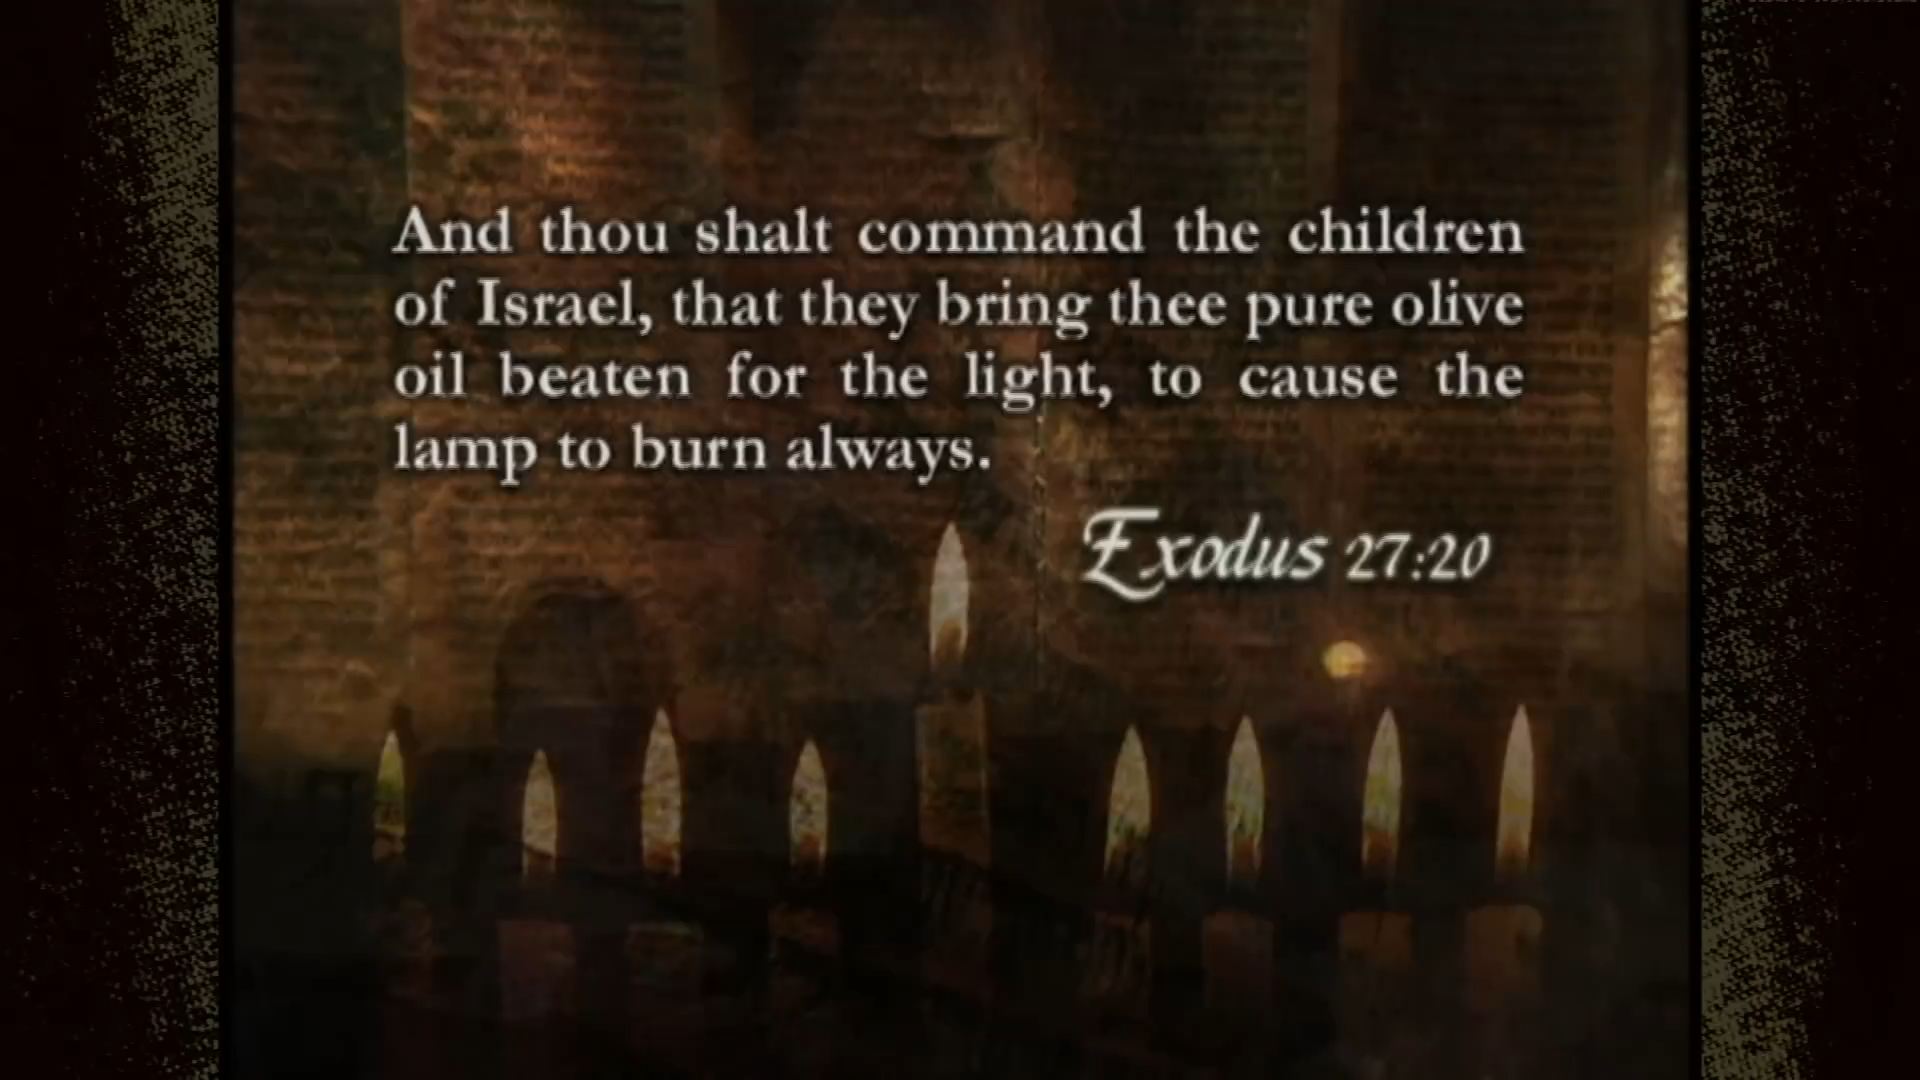 And thou shalt command the children
of Israel, that they bring thee pure olive
oil beaten for the light, to cause the
lamp to burn always.
Exodus 27:20